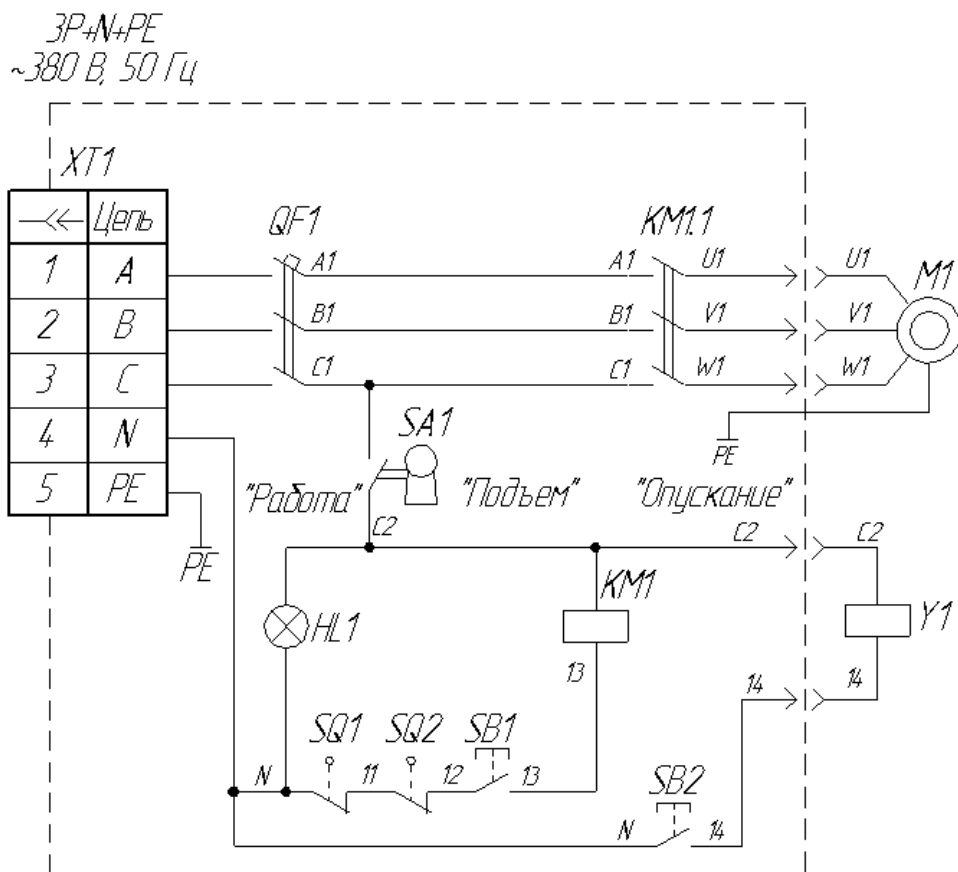 3P+N+PE
~380 В, 50 Гц
XT1
Цепь
QF1
KM1.1
1 A
A1
A1
U1
U1
M1
2 B
B1
B1
V1
V1
3 C
C1
C1
W1
W1
4 N
SA1
PE
5 PE
"Работа"
"Подъем"
"Опускание"
C2
C2
C2
PE
KM1
HL1
Y1
13
14
14
SQ1
SQ2
SB1
N
11
12
13
SB2
N
14